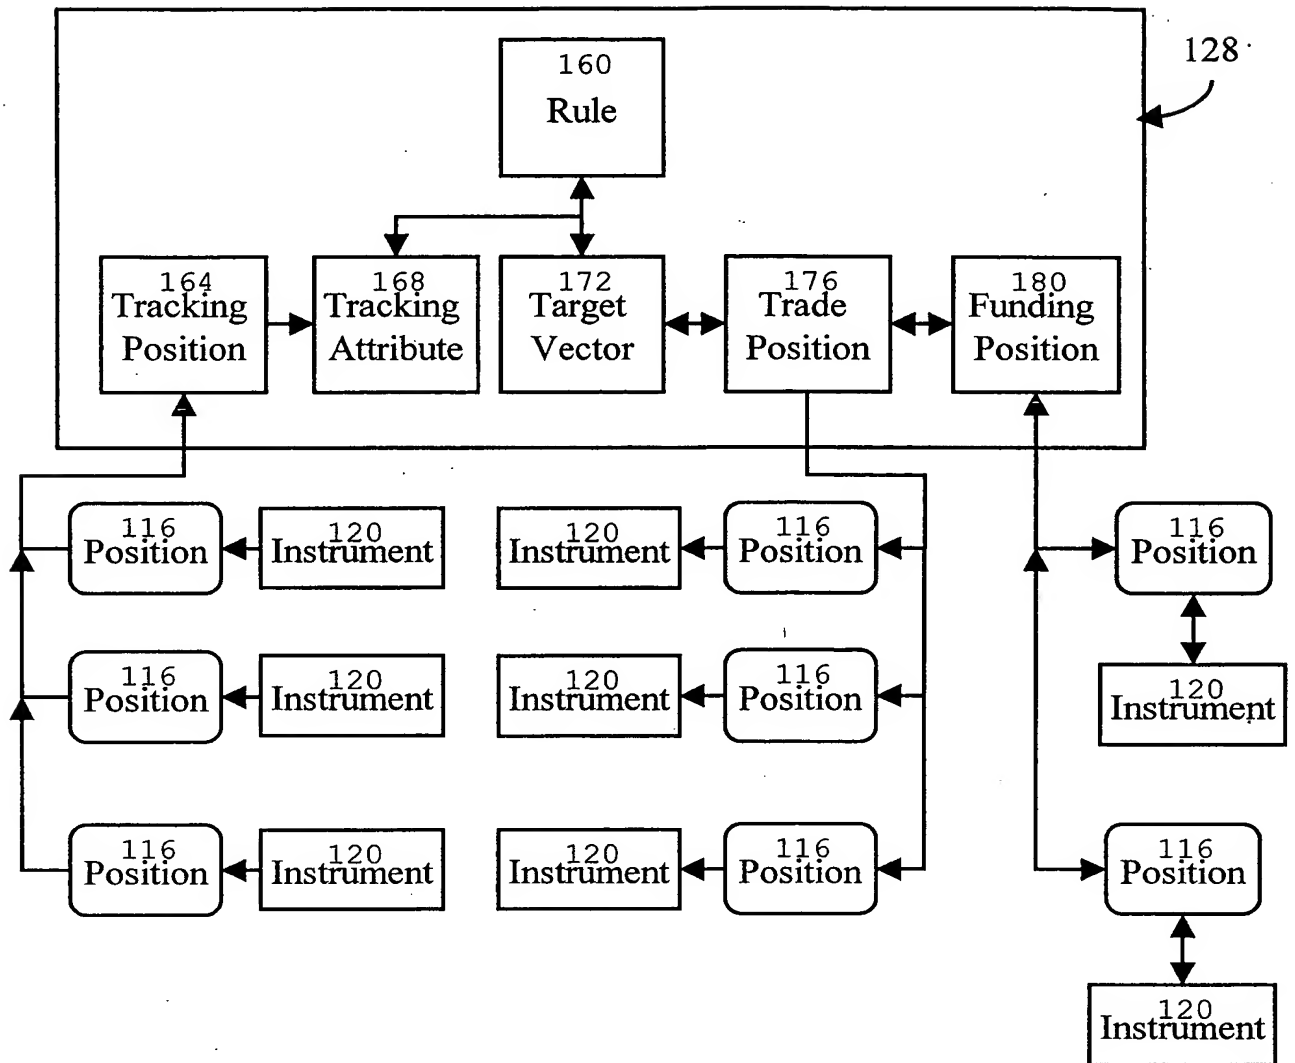 128
160
Rule
164
Tracking
Position
168
Tracking
Attribute
172
Target
Vector
176
Trade
Position
180
Funding
Position
116
Position
120
Instrument
120
Instrument
116
Position
116
Position
120
Instrument
116
Position
120
Instrument
120
Instrument
116
Position
120
Instrument
116
Position
120
Instrument
120
Instrument
116
Position
116
Position
120
Instrument